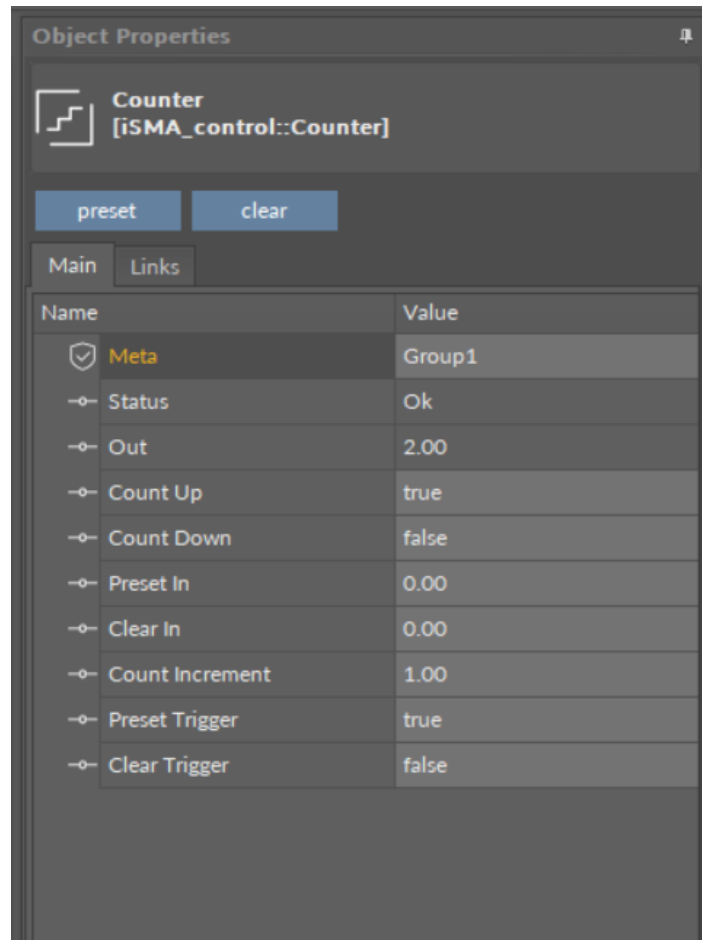 Object Properties
Counter
[iSMA_control::Counter]
preset clear
Main Links
Name Value
Meta Group1
Status Ok
Out 2.00
Count Up true
Count Down false
Preset In 0.00
Clear In 0.00
Count Increment 1.00
Preset Trigger true
Clear Trigger false